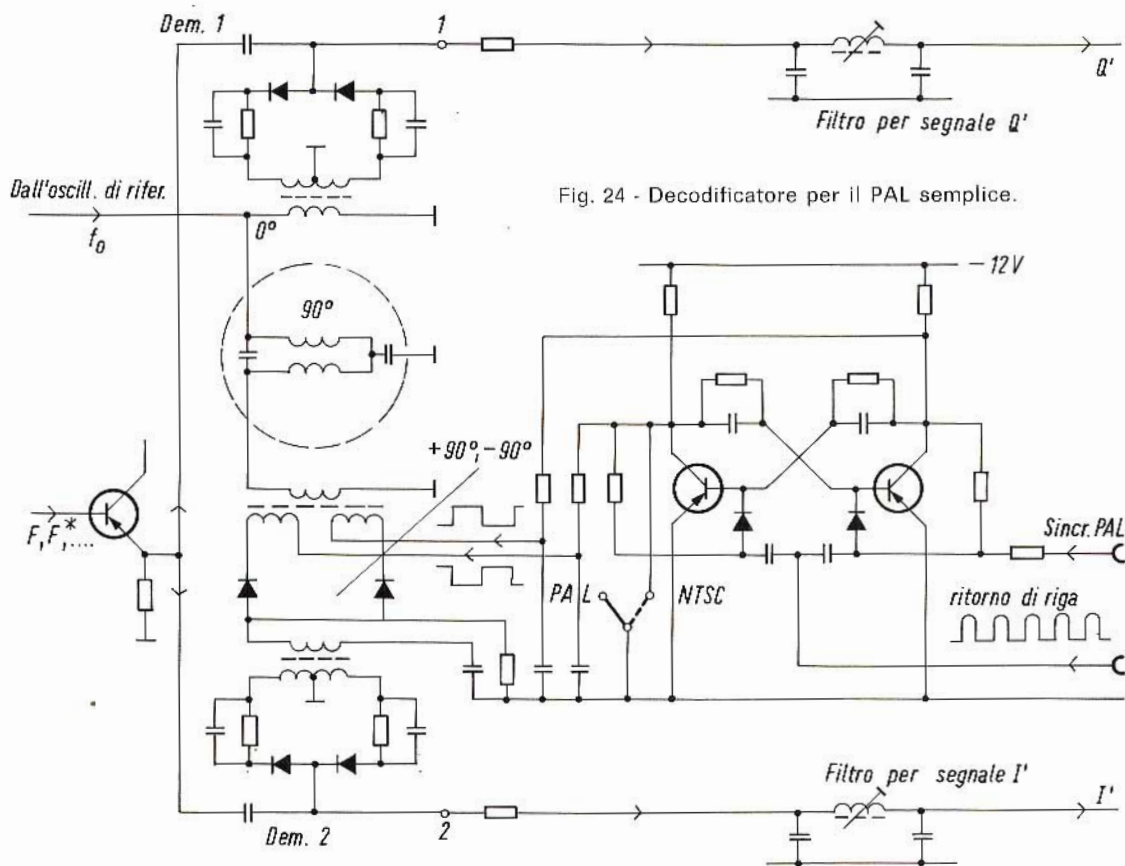 Dem. 1
1
Q'
Filtro per segnale Q'
Dall'oscill. di rifer.
f₀
0°
Fig. 24 - Decodificatore per il PAL semplice.
−12V
90°
+90°, −90°
F, F,* ....
Sincr. PAL
PAL
NTSC
ritorno di riga
Filtro per segnale I'
I'
2
Dem. 2